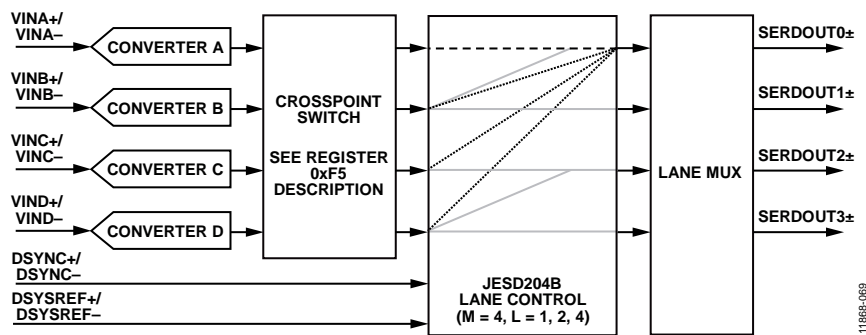 VINA+/
VINA–
CONVERTER A
VINB+/
VINB–
CONVERTER B
VINC+/
VINC–
CONVERTER C
VIND+/
VIND–
CONVERTER D
DSYNC+/
DSYNC–
DSYSREF+/
DSYSREF–
CROSSPOINT
SWITCH
SEE REGISTER
0xF5
DESCRIPTION
JESD204B
LANE CONTROL
(M = 4, L = 1, 2, 4)
LANE MUX
SERDOUT0±
SERDOUT1±
SERDOUT2±
SERDOUT3±
11868-069